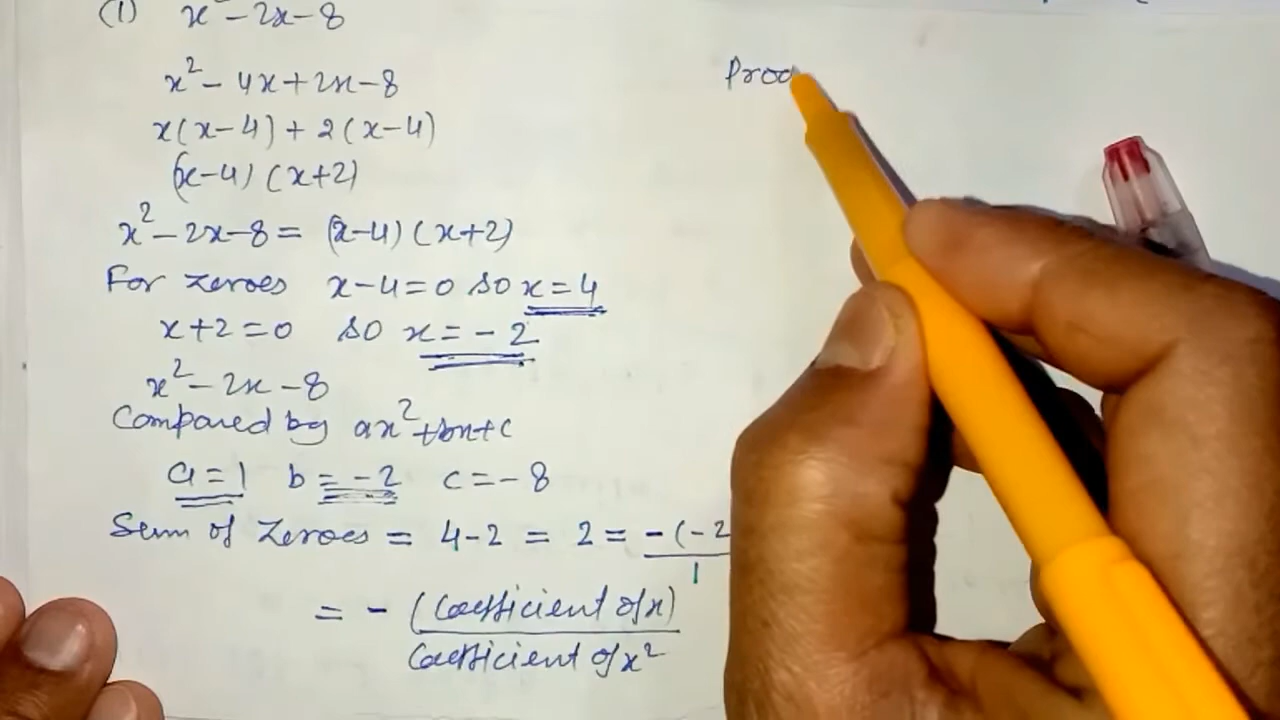 (1) x² - 2x - 8
x² - 4x + 2x - 8
x(x-4) + 2(x-4)
(x-4) (x+2)
x² - 2x - 8 = (x-4) (x+2)
For zeroes x-4=0 so x=4
x+2=0 so x=-2
x² - 2x - 8
Compared by ax²+bx+c
a=1 b=-2 c=-8
Sum of Zeroes = 4-2 = 2 = -(-2
1
= - (Coefficient of x)
Coefficient of x²
Proo